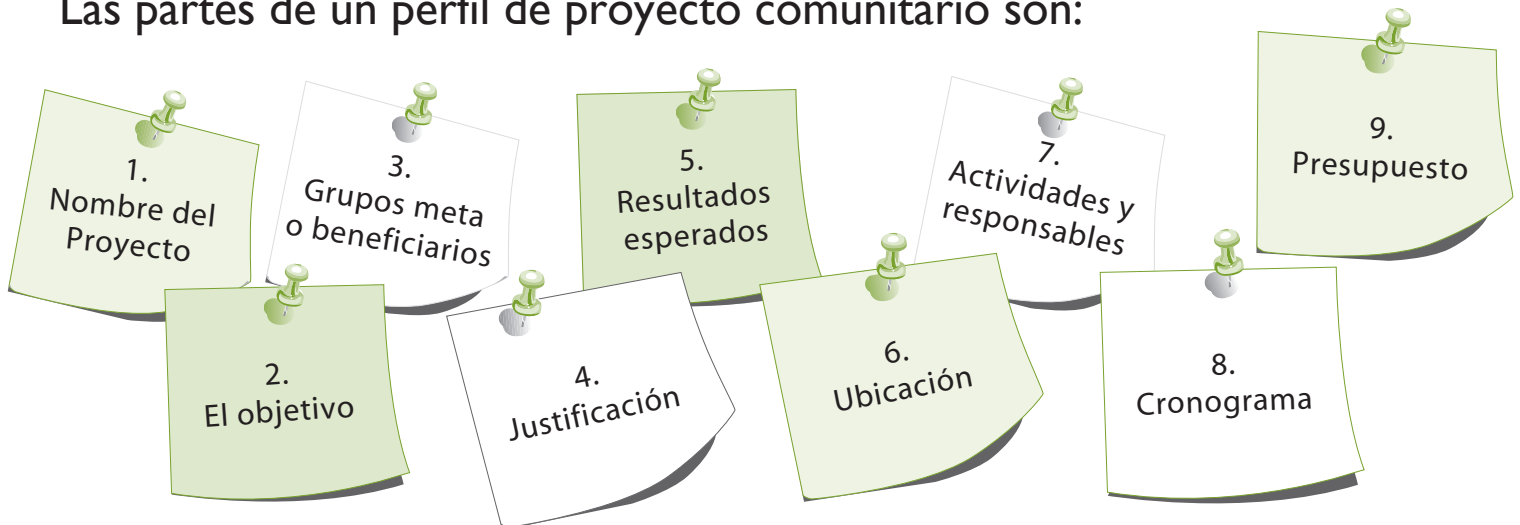 Las partes de un perfil de proyecto comunitario son:
1.
Nombre del
Proyecto
2.
El objetivo
3.
Grupos meta
o beneficiarios
4.
Justificación
5.
Resultados
esperados
6.
Ubicación
7.
Actividades y
responsables
8.
Cronograma
9.
Presupuesto